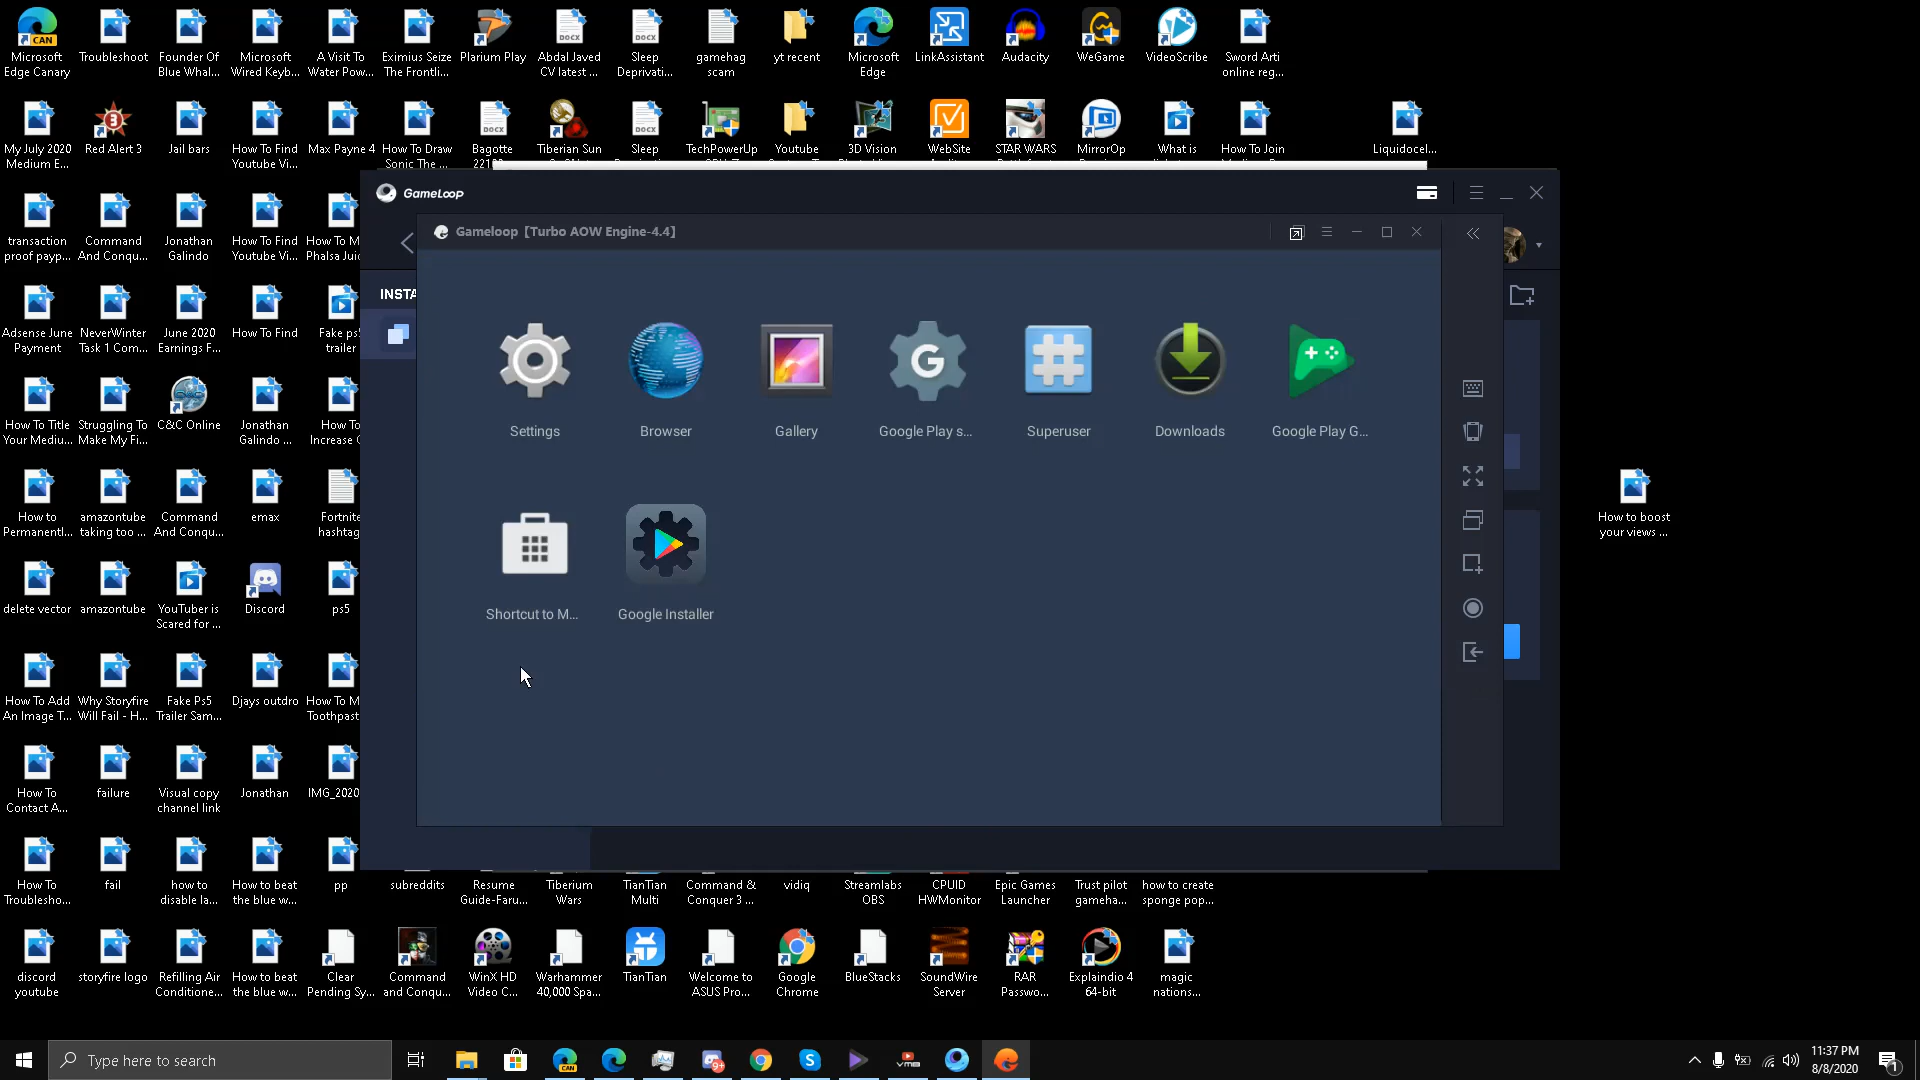 Microsoft Edge Canary
Troubleshoot
Founder Of Blue Whal...
Microsoft Wired Keyb...
A Visit To Water Pow...
Eximius Seize The Frontli...
Plarium Play
Abdal Javed CV latest ...
Sleep Deprivati...
gamehag scam
yt recent
Microsoft Edge
LinkAssistant
Audacity
WeGame
VideoScribe
Sword Arti online reg...
My July 2020 Medium E...
Red Alert 3
Jail bars
How To Find Youtube Vi...
Max Payne 4
How To Draw Sonic The ...
Bagotte
Tiberian Sun
Sleep
TechPowerUp
Youtube
3D Vision
WebSite
STAR WARS
MirrorOp
What is
How To Join
Liquidocel...
GameLoop
Gameloop [Turbo AOW Engine-4.4]
transaction proof payp...
Command And Conqu...
Jonathan Galindo
How To Find Youtube Vi...
How To M
Phalsa Juic
INSTA
Adsense June Payment
NeverWinter Task 1 Com...
June 2020 Earnings F...
How To Find
Fake ps5
trailer
Settings
Browser
Gallery
Google Play s...
Superuser
Downloads
Google Play G...
How To Title Your Mediu...
Struggling To Make My Fi...
C&C Online
Jonathan Galindo ...
How To
Increase
How to Permanentl...
amazontube taking too ...
Command And Conqu...
emax
Fortnite
hashtag
How to boost your views ...
Shortcut to M...
Google Installer
delete vector
amazontube
YouTuber is Scared for ...
Discord
ps5
How To Add An Image T...
Why Storyfire Will Fail - H...
Fake Ps5 Trailer Sam...
Djays outdro
How To M
Toothpast
How To Contact A...
failure
Visual copy channel link
Jonathan
IMG_2020
How To Troublesho...
fail
how to disable la...
How to beat the blue w...
pp
subreddits
Resume Guide-Faru...
Tiberium Wars
TianTian Multi
Command & Conquer 3 ...
vidiq
Streamlabs OBS
CPUID HWMonitor
Epic Games Launcher
Trust pilot gameha...
how to create sponge pop...
discord youtube
storyfire logo
Refilling Air Conditione...
How to beat the blue w...
Clear Pending Sy...
Command and Conqu...
WinX HD Video C...
Warhammer 40,000 Spa...
TianTian
Welcome to ASUS Pro...
Google Chrome
BlueStacks
SoundWire Server
RAR Passwo...
Explaindio 4 64-bit
magic nations...
Type here to search
11:37 PM
8/8/2020